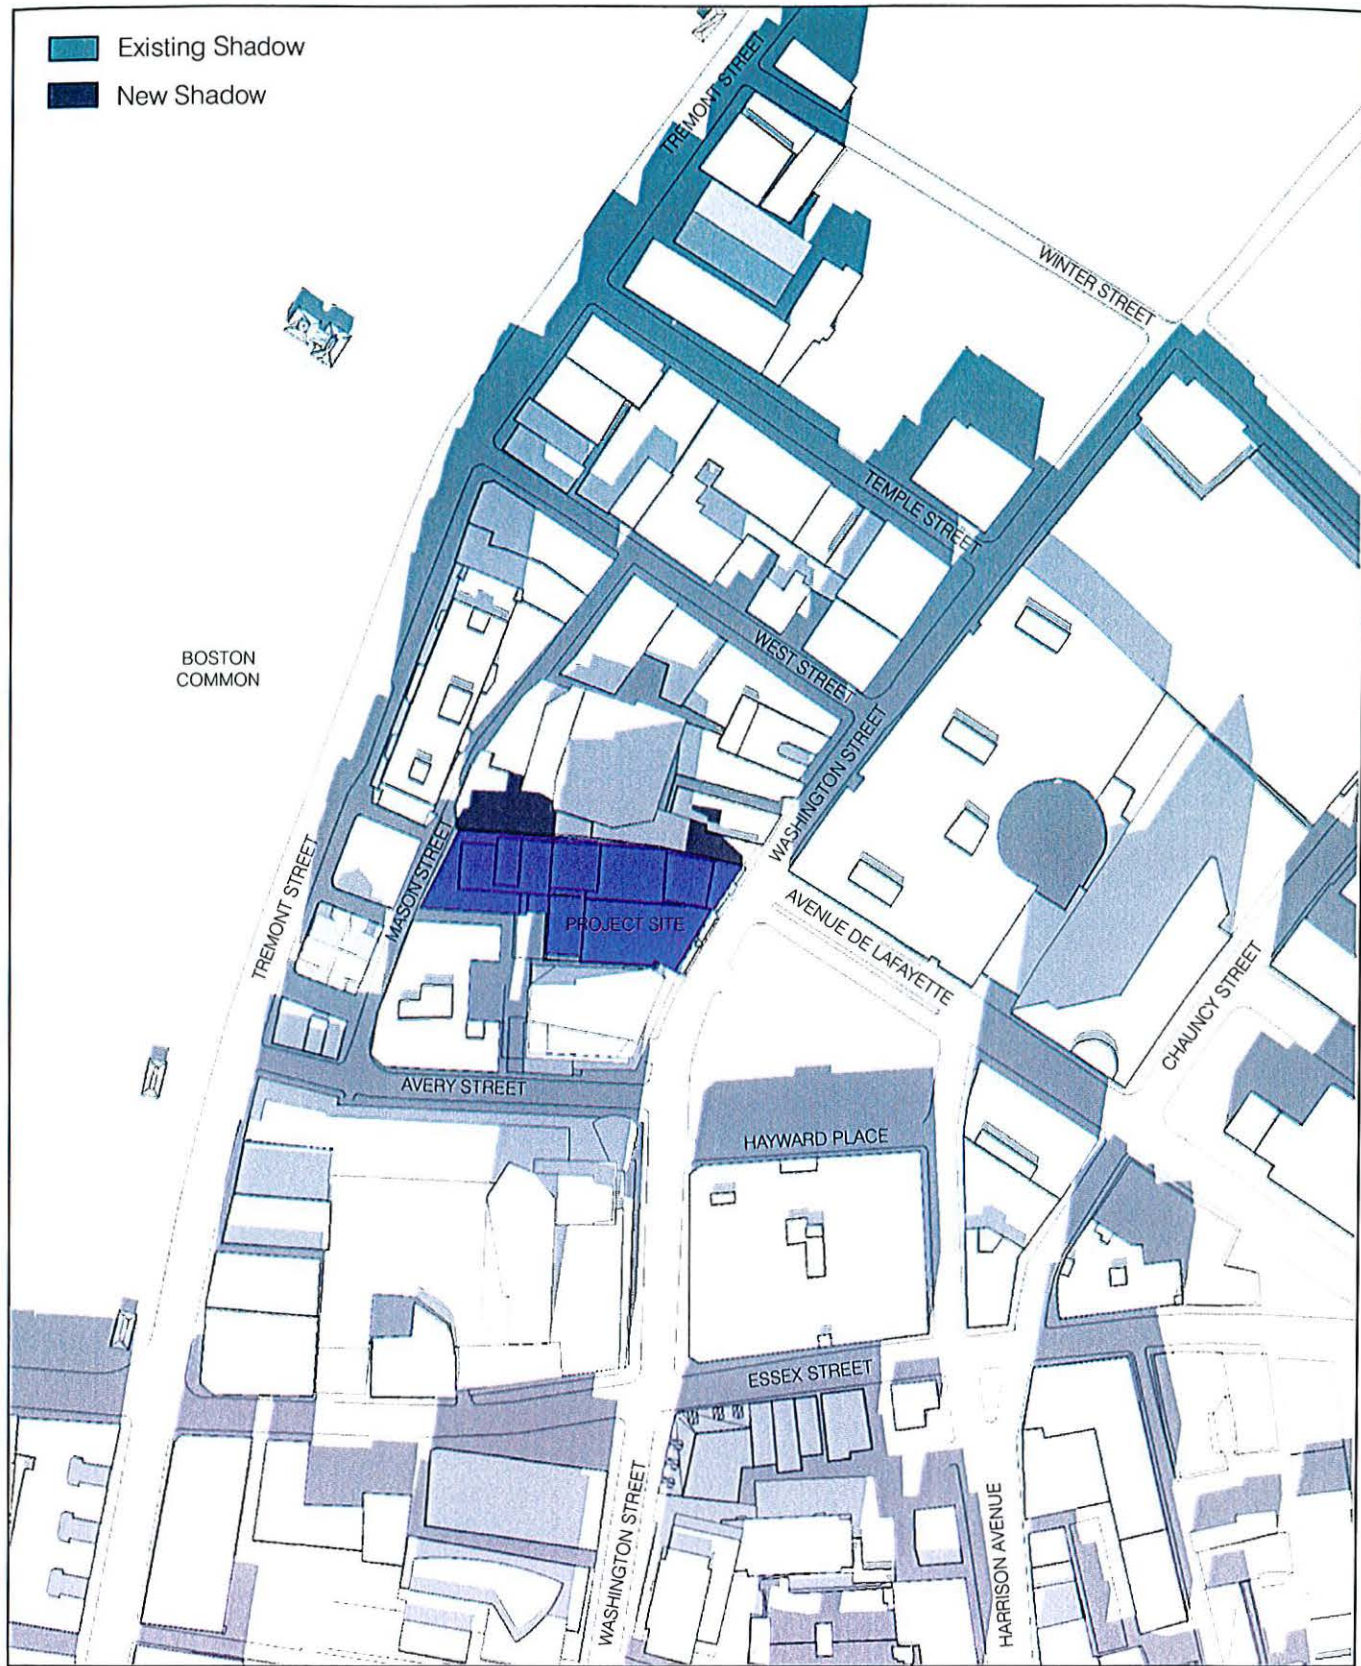 Existing Shadow
New Shadow
TREMONT STREET
WINTER STREET
TEMPLE STREET
BOSTON
COMMON
WEST STREET
WASHINGTON STREET
MASON STREET
TREMONT STREET
PROJECT SITE
AVENUE DE LAFAYETTE
CHAUNCY STREET
AVERY STREET
HAYWARD PLACE
ESSEX STREET
WASHINGTON STREET
HARRISON AVENUE